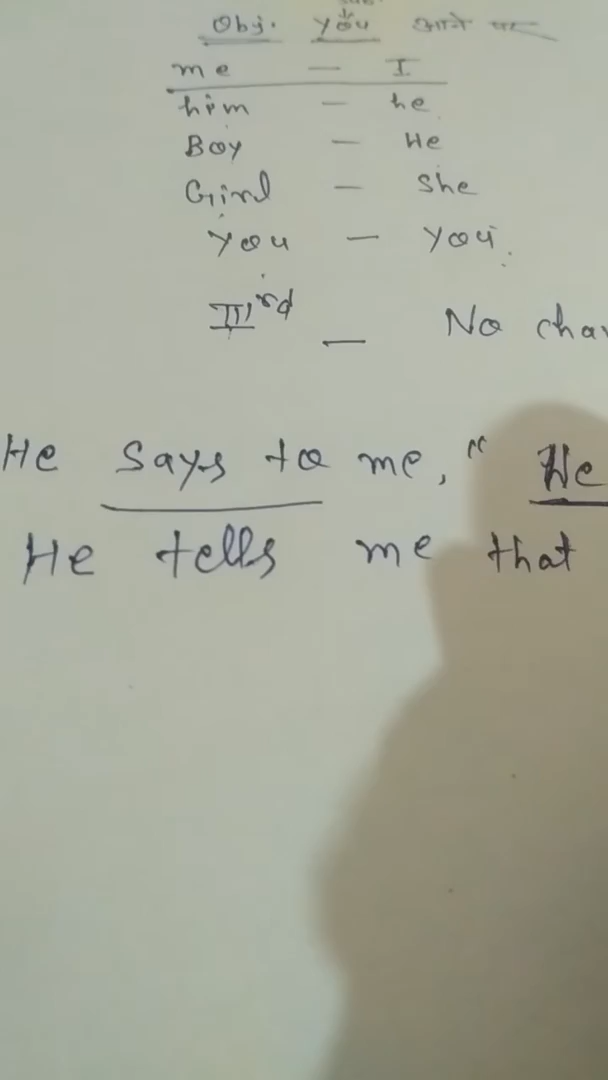 Obj. you आने पर
me — I
him — he
Boy — He
Girl — She
you — you.
IIIrd — No chan
He says to me, " He
He tells me that